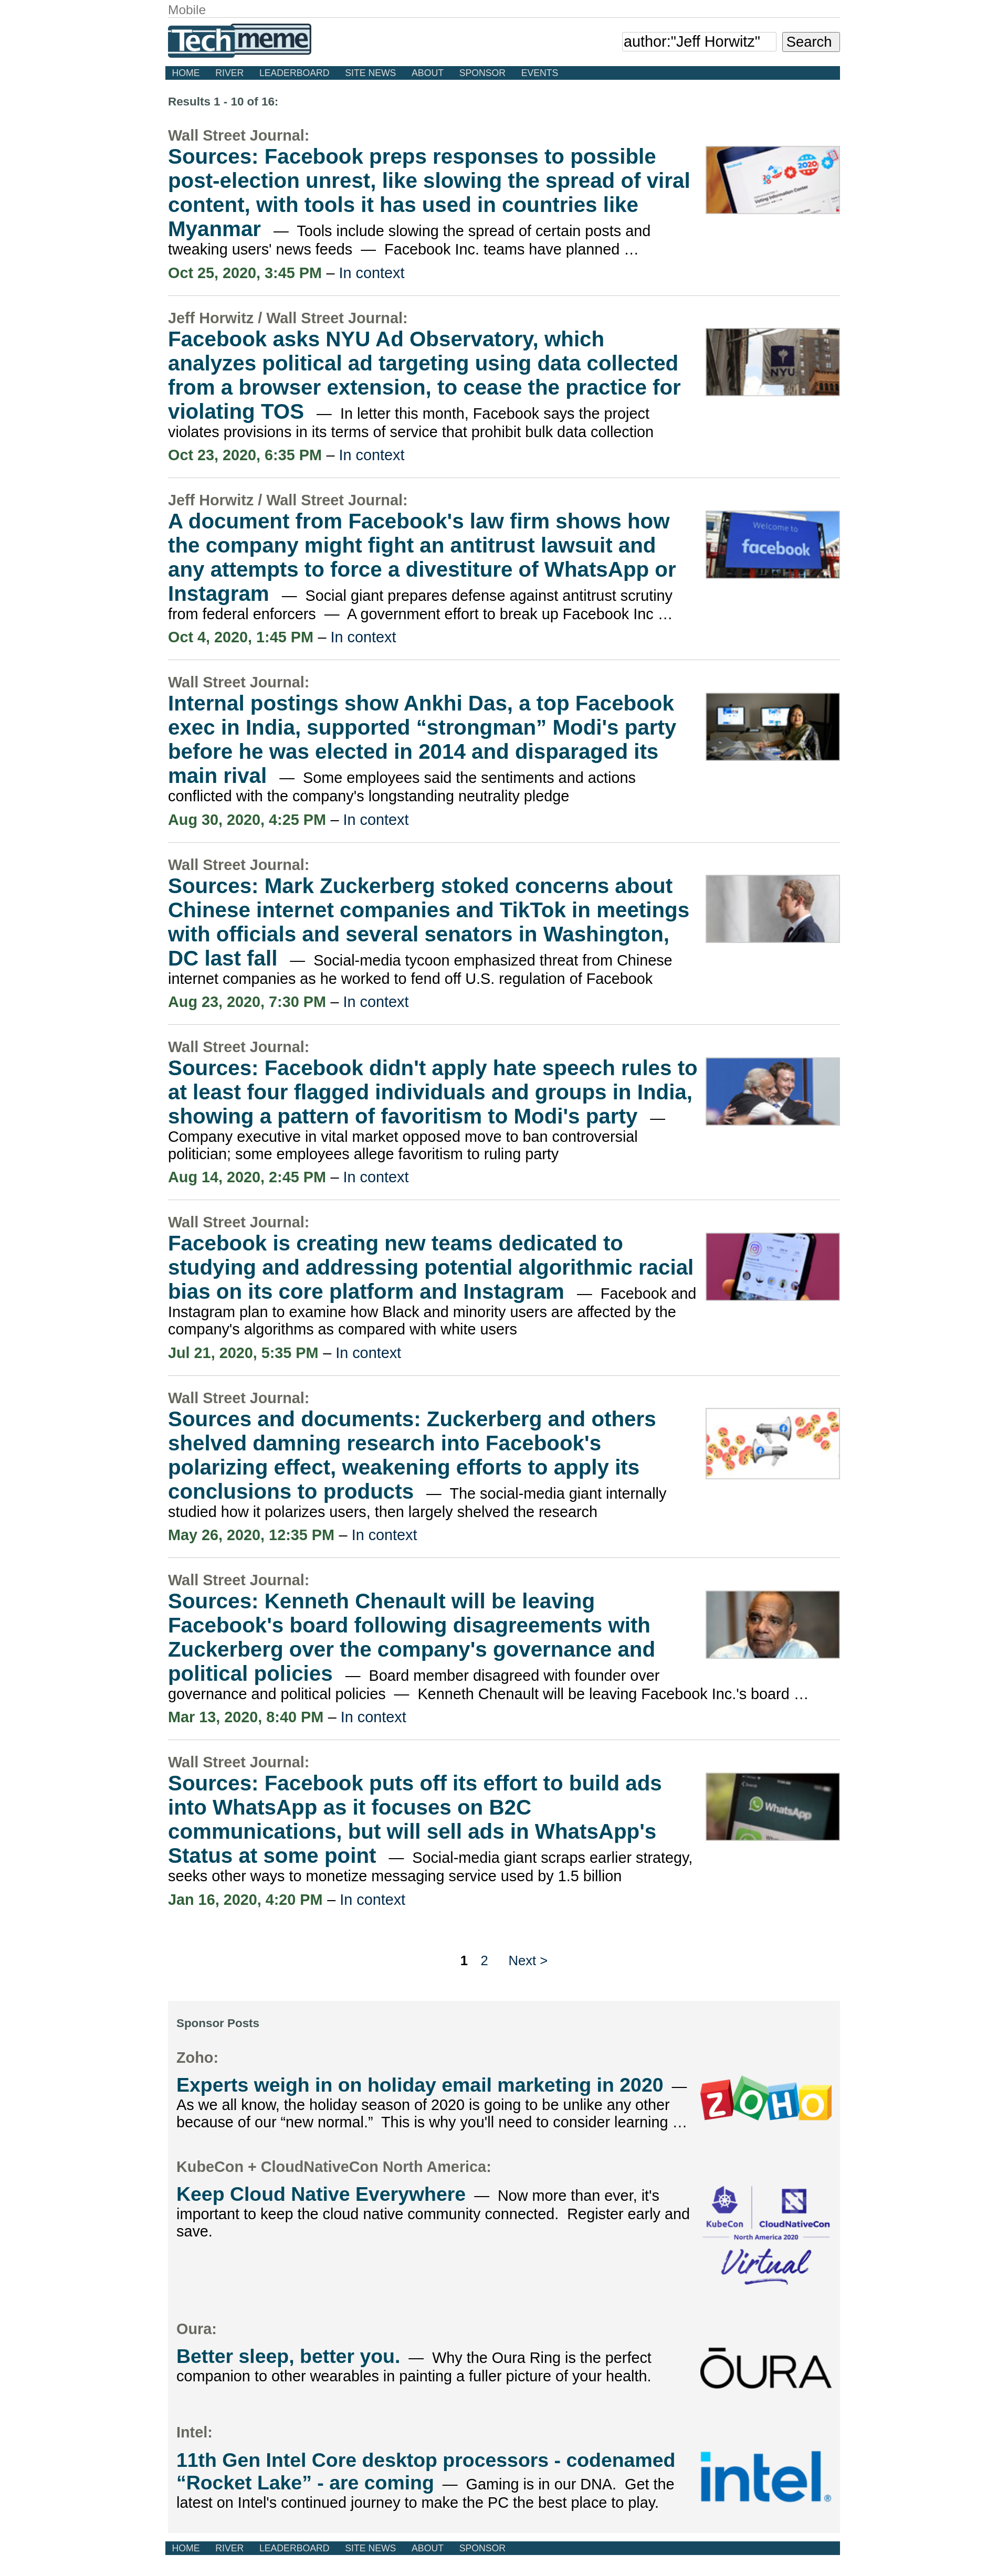 Mobile
Techmeme
author:"Jeff Horwitz"
Search
HOME RIVER LEADERBOARD SITE NEWS ABOUT SPONSOR EVENTS
Results 1 - 10 of 16:
Wall Street Journal:
Sources: Facebook preps responses to possible
post-election unrest, like slowing the spread of viral
content, with tools it has used in countries like
Myanmar — Tools include slowing the spread of certain posts and
tweaking users' news feeds — Facebook Inc. teams have planned …
Oct 25, 2020, 3:45 PM – In context
Jeff Horwitz / Wall Street Journal:
Facebook asks NYU Ad Observatory, which
analyzes political ad targeting using data collected
from a browser extension, to cease the practice for
violating TOS — In letter this month, Facebook says the project
violates provisions in its terms of service that prohibit bulk data collection
NYU
Oct 23, 2020, 6:35 PM – In context
Jeff Horwitz / Wall Street Journal:
A document from Facebook's law firm shows how
the company might fight an antitrust lawsuit and
any attempts to force a divestiture of WhatsApp or
Instagram — Social giant prepares defense against antitrust scrutiny
from federal enforcers — A government effort to break up Facebook Inc …
Welcome to
facebook
Oct 4, 2020, 1:45 PM – In context
Wall Street Journal:
Internal postings show Ankhi Das, a top Facebook
exec in India, supported “strongman” Modi's party
before he was elected in 2014 and disparaged its
main rival — Some employees said the sentiments and actions
conflicted with the company's longstanding neutrality pledge
Aug 30, 2020, 4:25 PM – In context
Wall Street Journal:
Sources: Mark Zuckerberg stoked concerns about
Chinese internet companies and TikTok in meetings
with officials and several senators in Washington,
DC last fall — Social-media tycoon emphasized threat from Chinese
internet companies as he worked to fend off U.S. regulation of Facebook
Aug 23, 2020, 7:30 PM – In context
Wall Street Journal:
Sources: Facebook didn't apply hate speech rules to
at least four flagged individuals and groups in India,
showing a pattern of favoritism to Modi's party —
Company executive in vital market opposed move to ban controversial
politician; some employees allege favoritism to ruling party
Aug 14, 2020, 2:45 PM – In context
Wall Street Journal:
Facebook is creating new teams dedicated to
studying and addressing potential algorithmic racial
bias on its core platform and Instagram — Facebook and
Instagram plan to examine how Black and minority users are affected by the
company's algorithms as compared with white users
Jul 21, 2020, 5:35 PM – In context
Wall Street Journal:
Sources and documents: Zuckerberg and others
shelved damning research into Facebook's
polarizing effect, weakening efforts to apply its
conclusions to products — The social-media giant internally
studied how it polarizes users, then largely shelved the research
May 26, 2020, 12:35 PM – In context
Wall Street Journal:
Sources: Kenneth Chenault will be leaving
Facebook's board following disagreements with
Zuckerberg over the company's governance and
political policies — Board member disagreed with founder over
governance and political policies — Kenneth Chenault will be leaving Facebook Inc.'s board …
Mar 13, 2020, 8:40 PM – In context
Wall Street Journal:
Sources: Facebook puts off its effort to build ads
into WhatsApp as it focuses on B2C
communications, but will sell ads in WhatsApp's
Status at some point — Social-media giant scraps earlier strategy,
seeks other ways to monetize messaging service used by 1.5 billion
WhatsApp
Jan 16, 2020, 4:20 PM – In context
1 2 Next >
Sponsor Posts
Zoho:
Experts weigh in on holiday email marketing in 2020 —
As we all know, the holiday season of 2020 is going to be unlike any other
because of our “new normal.” This is why you'll need to consider learning …
ZOHO
KubeCon + CloudNativeCon North America:
Keep Cloud Native Everywhere — Now more than ever, it's
important to keep the cloud native community connected. Register early and
save.
KubeCon CloudNativeCon
North America 2020
Virtual
Oura:
Better sleep, better you. — Why the Oura Ring is the perfect
companion to other wearables in painting a fuller picture of your health.
ŌURA
Intel:
11th Gen Intel Core desktop processors - codenamed
“Rocket Lake” - are coming — Gaming is in our DNA. Get the
latest on Intel's continued journey to make the PC the best place to play.
intel®
HOME RIVER LEADERBOARD SITE NEWS ABOUT SPONSOR